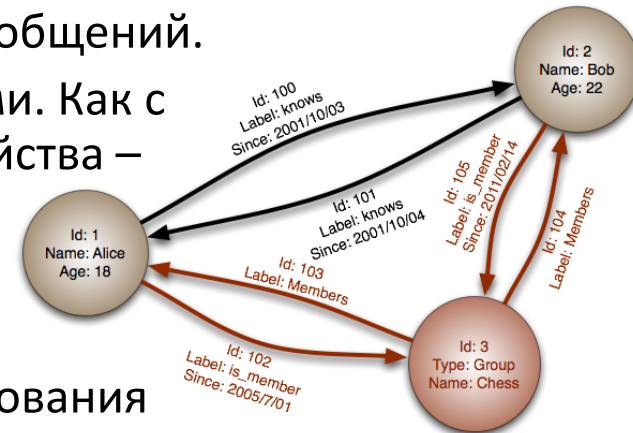 общений.
ми. Как с
йства –
ования
Id: 2
Name: Bob
Age: 22
Id: 100
Label: knows
Since: 2001/10/03
Id: 101
Label: knows
Since: 2001/10/04
Id: 105
Label: is_member
Since: 2011/02/14
Id: 104
Label: Members
Id: 1
Name: Alice
Age: 18
Id: 103
Label: Members
Id: 102
Label: is_member
Since: 2005/7/01
Id: 3
Type: Group
Name: Chess